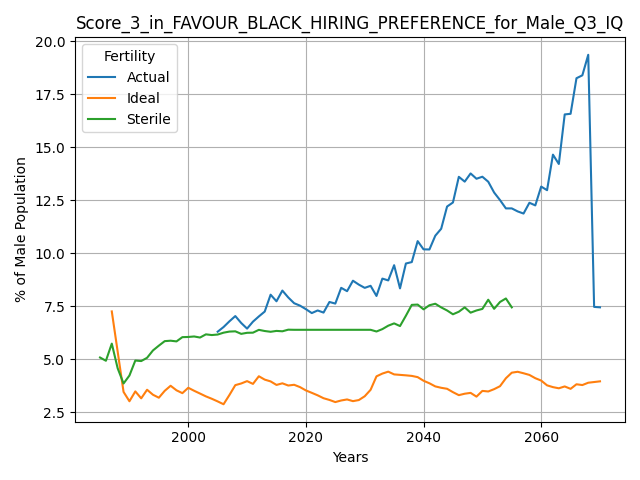 Score_3_in_FAVOUR_BLACK_HIRING_PREFERENCE_for_Male_Q3_IQ
Fertility
Actual
Ideal
Sterile
% of Male Population
20.0
17.5
15.0
12.5
10.0
7.5
5.0
2.5
2000 2020 2040 2060
Years